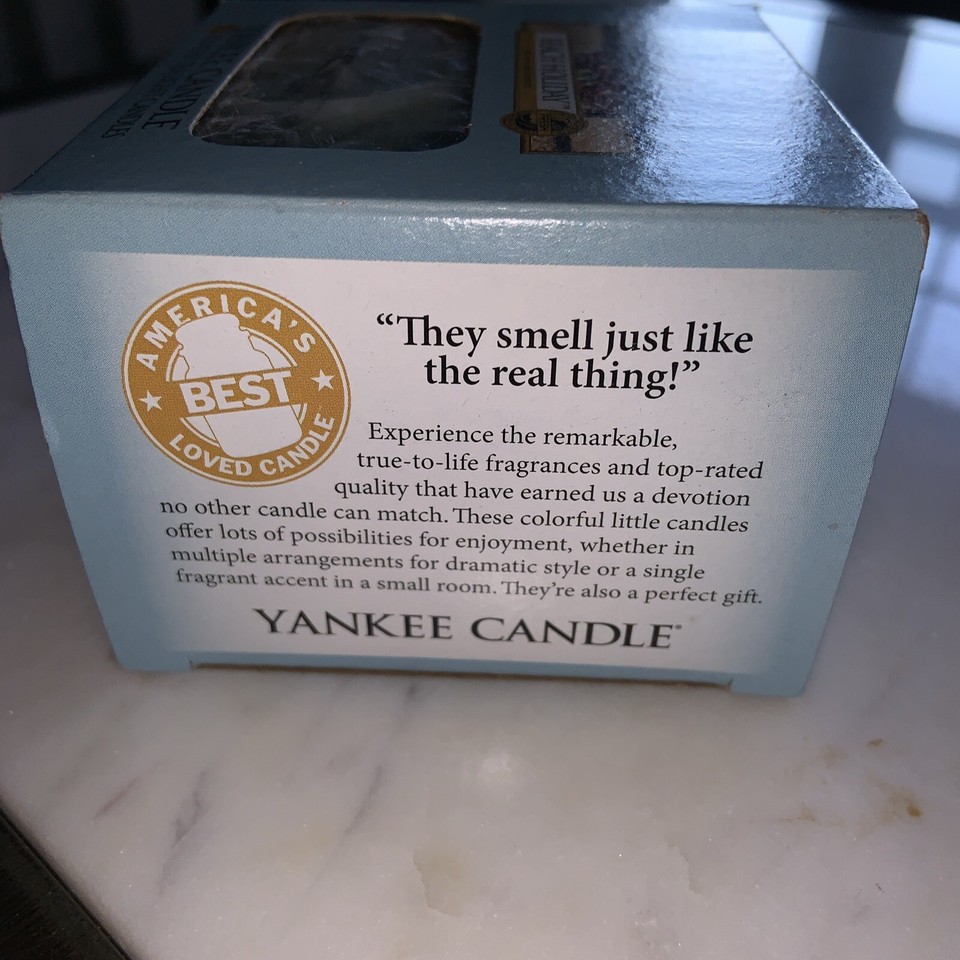 CANDLE
CANDLES
HOLIDAY
AMERICA'S
BEST
LOVED CANDLE
“They smell just like
the real thing!”
Experience the remarkable,
true-to-life fragrances and top-rated
quality that have earned us a devotion
no other candle can match. These colorful little candles
offer lots of possibilities for enjoyment, whether in
multiple arrangements for dramatic style or a single
fragrant accent in a small room. They're also a perfect gift.
YANKEE CANDLE®